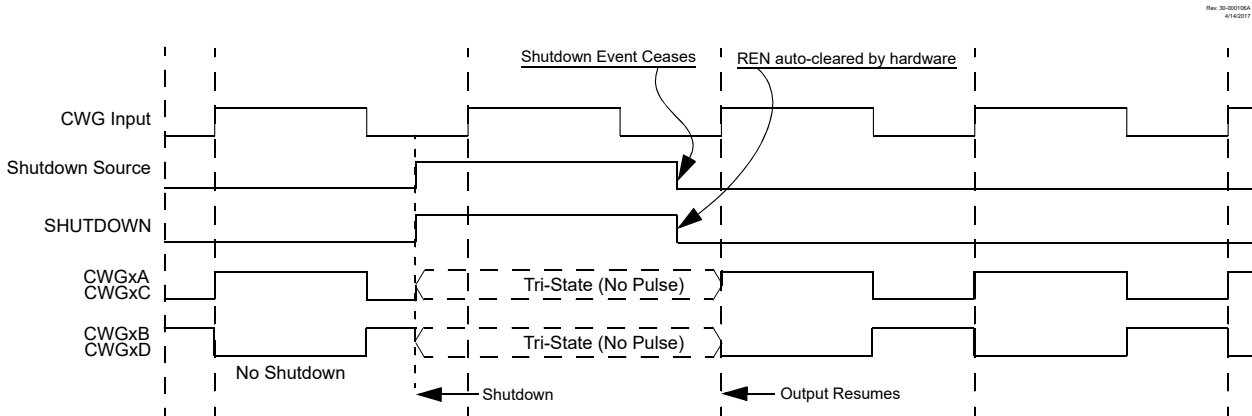 Rev. 30-000106A
4/14/2017
Shutdown Event Ceases
REN auto-cleared by hardware
CWG Input
Shutdown Source
SHUTDOWN
CWGxA
CWGxC
Tri-State (No Pulse)
CWGxB
CWGxD
Tri-State (No Pulse)
No Shutdown
Shutdown
Output Resumes